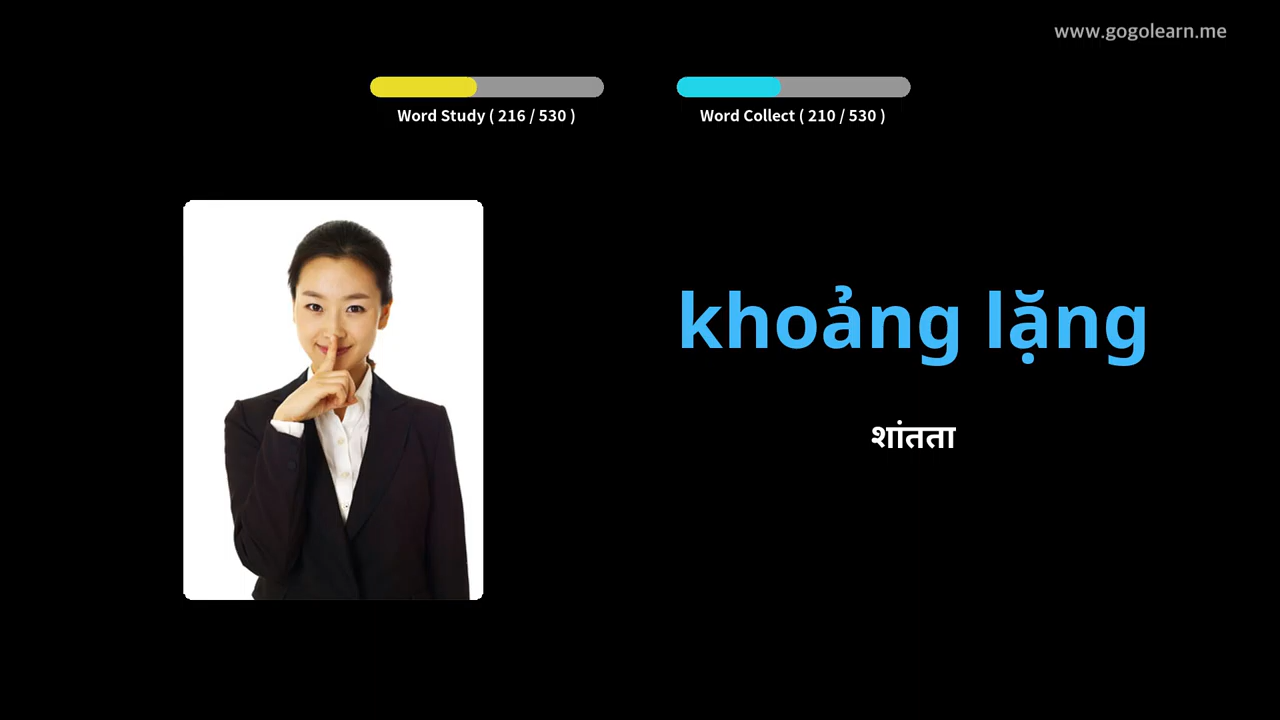 www.gogolearn.me
Word Study ( 216 / 530 )
Word Collect ( 210 / 530 )
khoảng lặng
शांतता